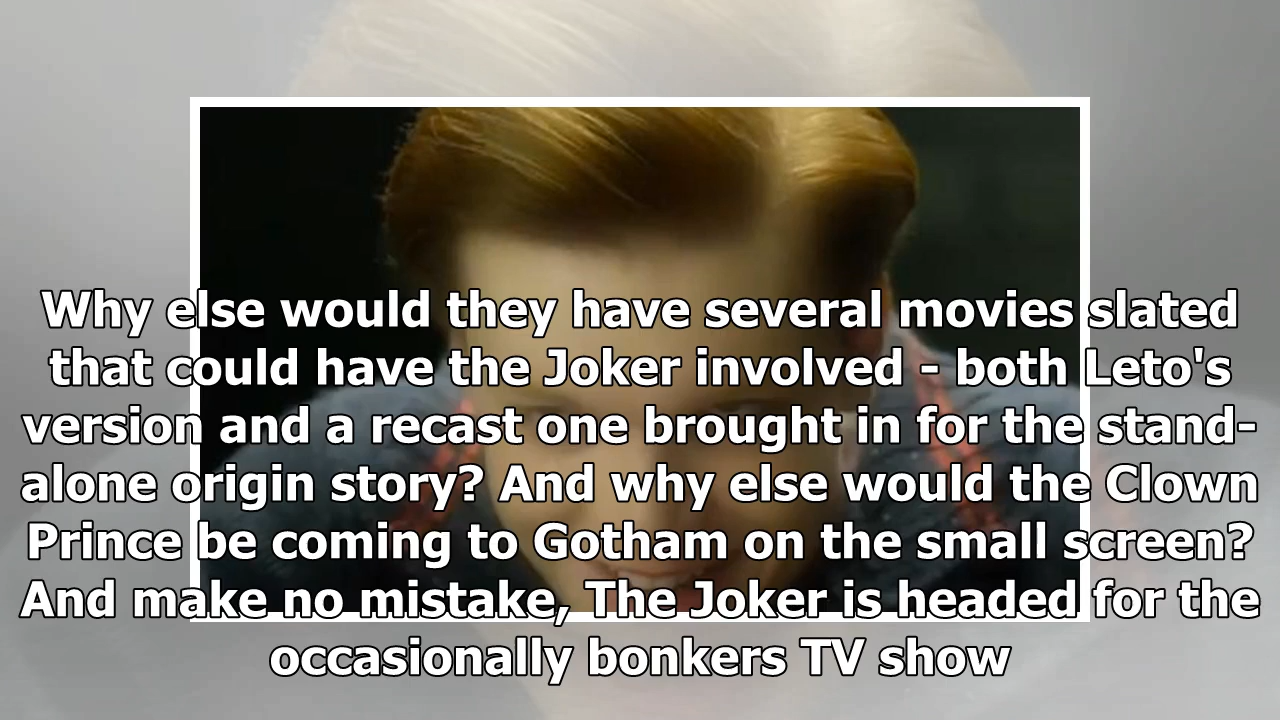 Why else would they have several movies slated
that could have the Joker involved - both Leto's
version and a recast one brought in for the stand-
alone origin story? And why else would the Clown
Prince be coming to Gotham on the small screen?
And make no mistake, The Joker is headed for the
occasionally bonkers TV show